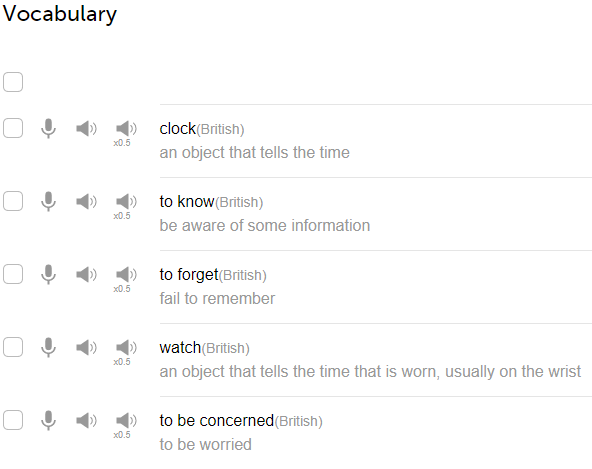 Vocabulary
clock(British)
x0.5
an object that tells the time
to know(British)
x0.5
be aware of some information
to forget(British)
x0.5
fail to remember
watch(British)
x0.5
an object that tells the time that is worn, usually on the wrist
to be concerned(British)
x0.5
to be worried